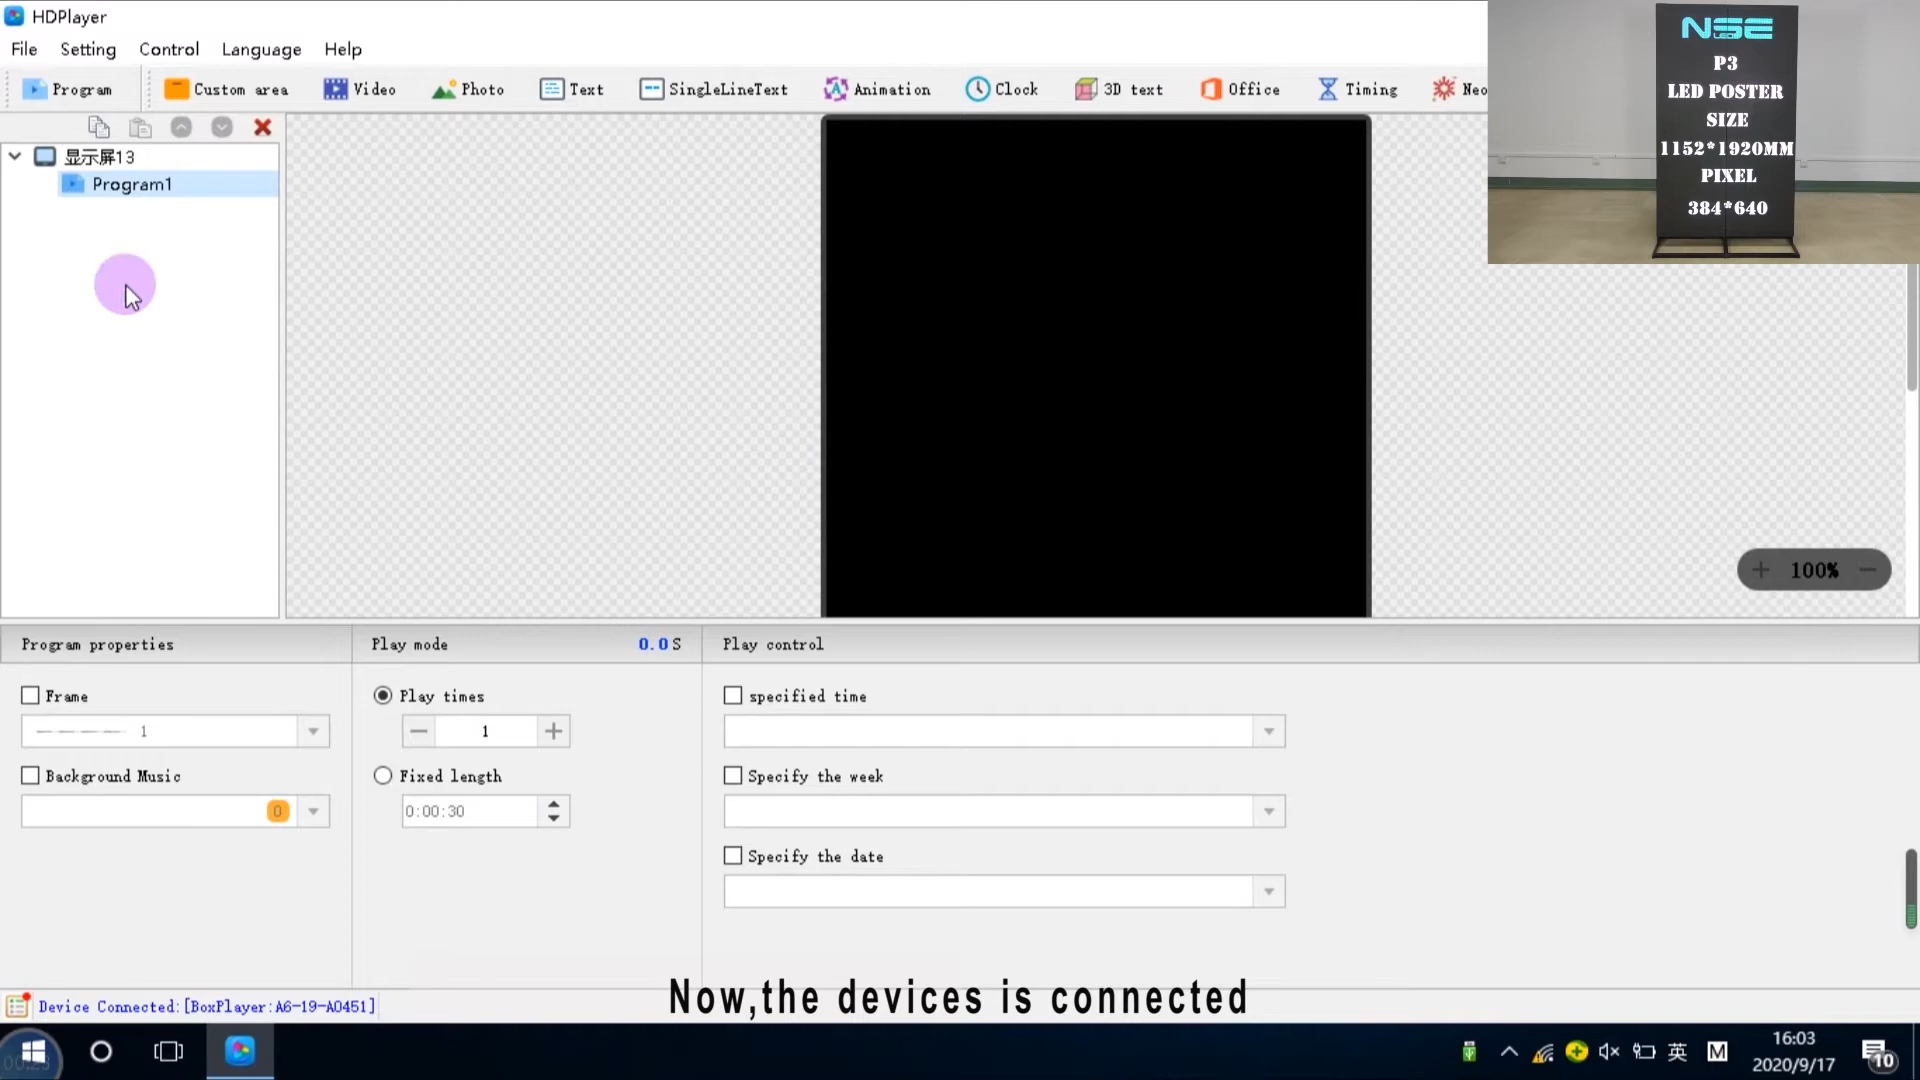 HDPlayer
File Setting Control Language Help
Program Custom area Video Photo Text SingleLineText Animation Clock 3D text Office Timing Neo
NSE
LED
P3
LED POSTER
SIZE
1152*1920MM
PIXEL
384*640
显示屏13
Program1
100%
Program properties
Play mode 0.0 S
Play control
Frame
1
Background Music
0
Play times
1
Fixed length
0:00:30
specified time
Specify the week
Specify the date
Device Connected:[BoxPlayer:A6-19-A0451]
Now,the devices is connected
英 M
16:03
2020/9/17
10